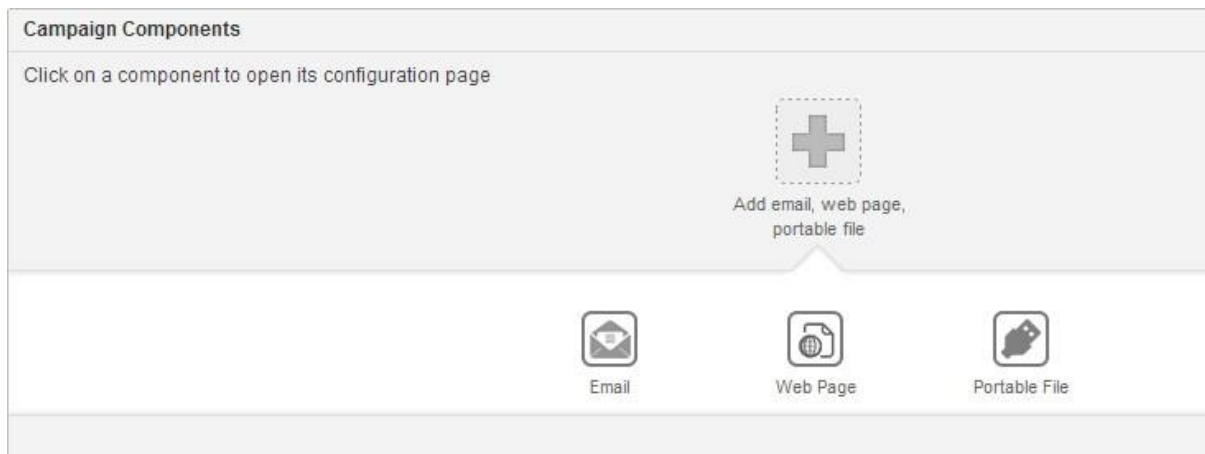 Campaign Components
Click on a component to open its configuration page
Add email, web page,
portable file
Email
Web Page
Portable File